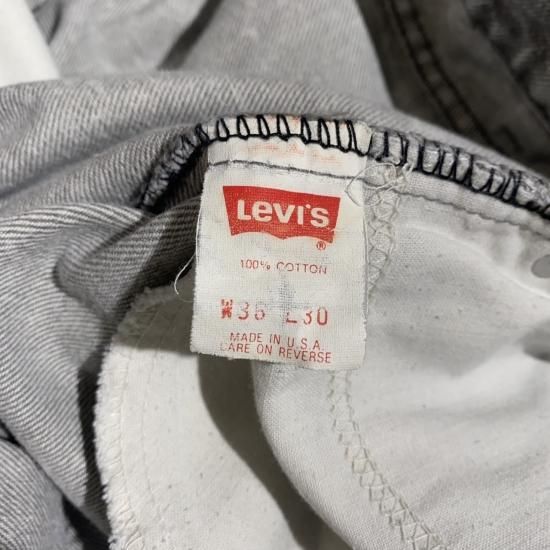 Levi's
®
100% COTTON
W36 L30
MADE IN U.S.A.
CARE ON REVERSE